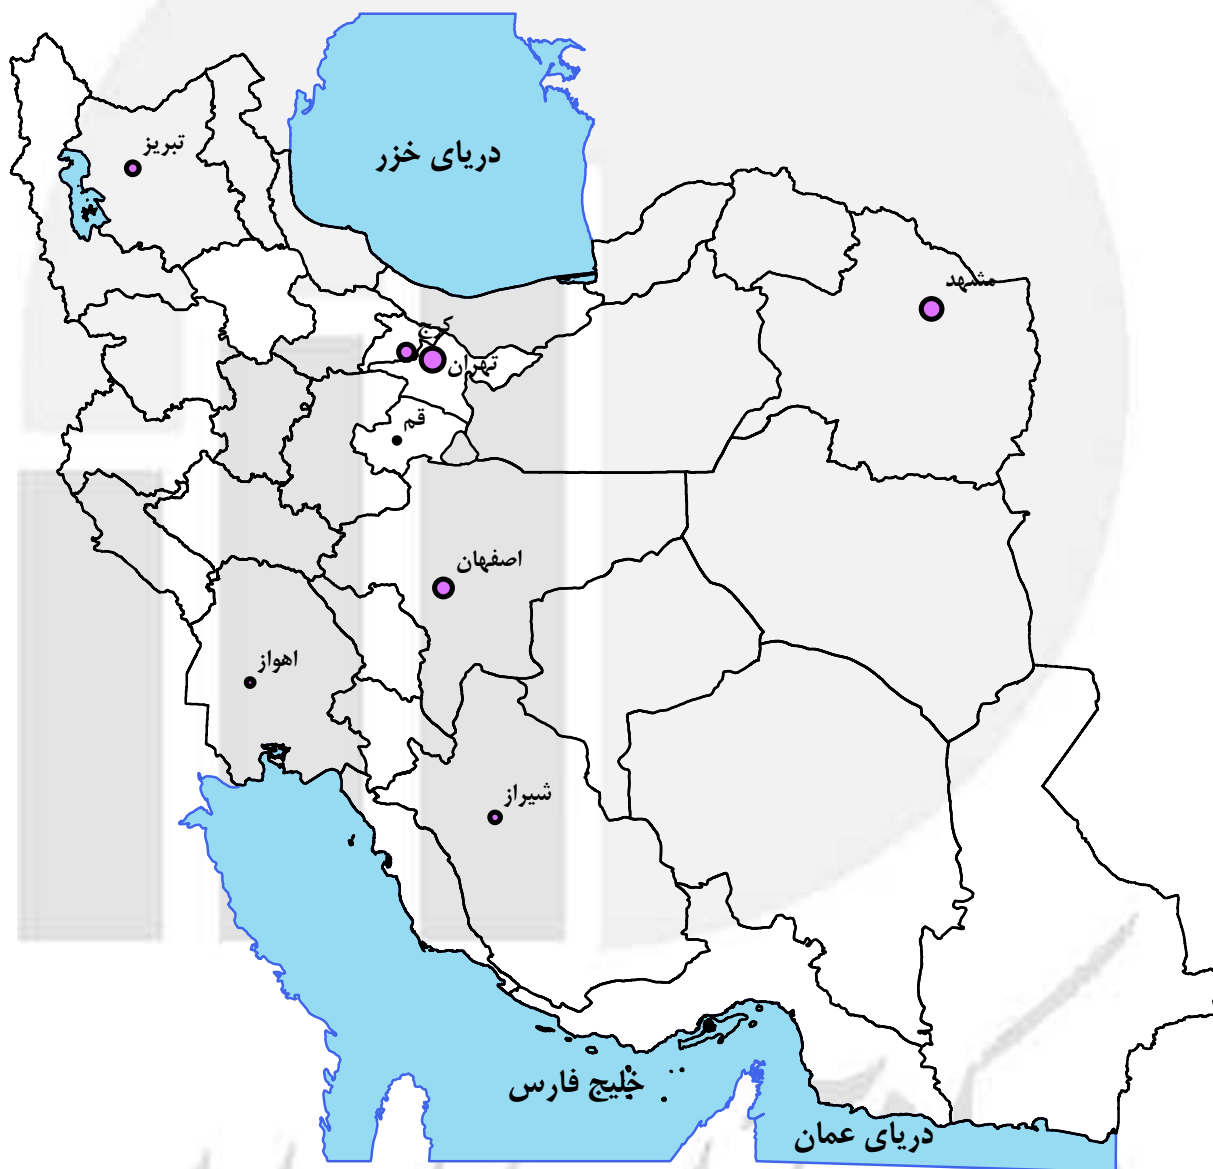 دریای خزر
تبریز
مشهد
کرج
تهران
قم
اصفهان
اهواز
شیراز
خلیج فارس
دریای عمان